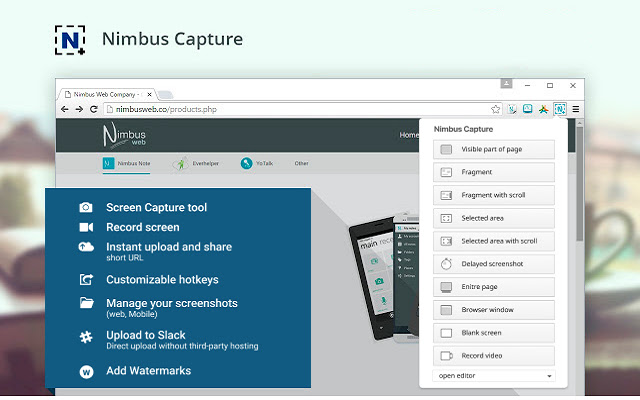 Nimbus Capture
Nimbus Web Company -
nimbusweb.co/products.php
Nimbus
web
Home
Nimbus Note
Everhelper
YoTalk
Other
Screen Capture tool
Record screen
Instant upload and share
short URL
Customizable hotkeys
Manage your screenshots
(web, Mobile)
Upload to Slack
Direct upload without third-party hosting
Add Watermarks
main
Nimbus Capture
Visible part of page
Fragment
Fragment with scroll
Selected area
Selected area with scroll
Delayed screenshot
Enitre page
Browser window
Blank screen
Record video
open editor